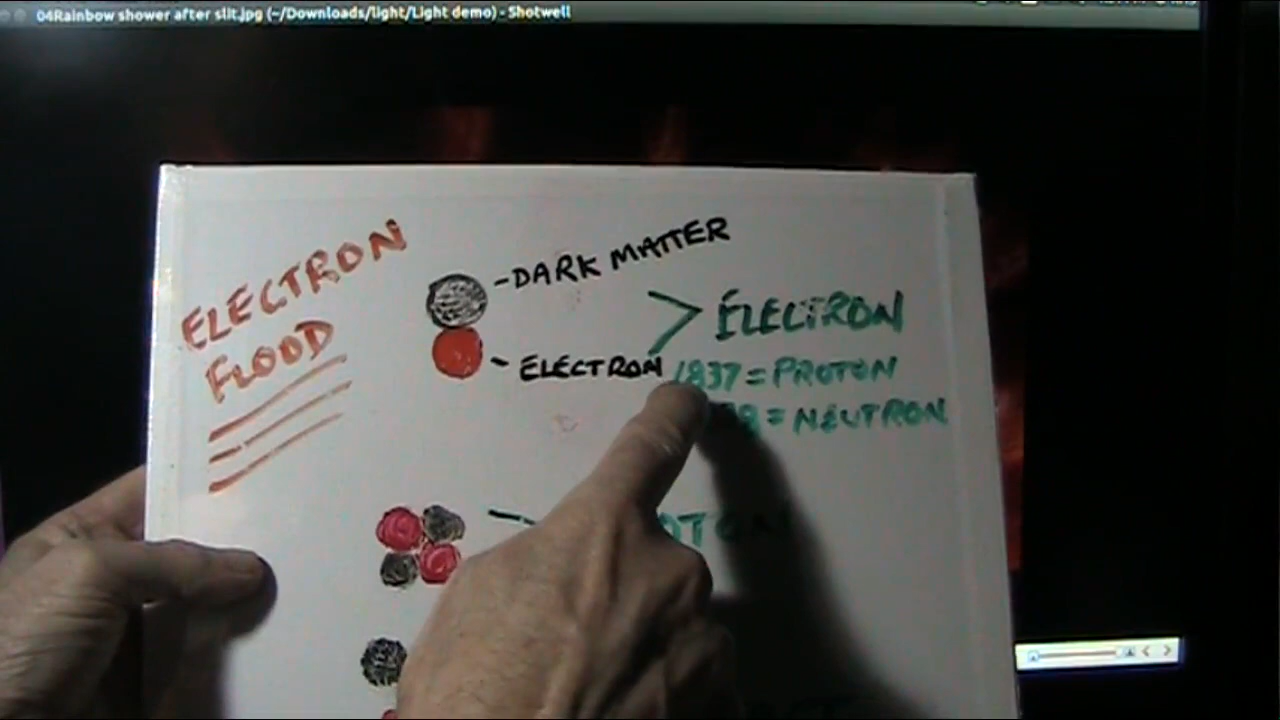 04Rainbow shower after slit.jpg (~/Downloads/light/Light demo) - Shotwell
ELECTRON
FLOOD
-DARK MATTER
- ELECTRON
ELECTRON
1837 = PROTON
= NEUTRON